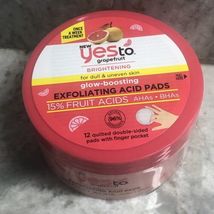 ONCE A
WEEK
TREATMENT
NEW
yes to
grapefruit
BRIGHTENING
for dull & uneven skin
glow-boosting
EXFOLIATING ACID PADS
15% FRUIT ACIDS AHAs + BHAs
96%
12 quilted double-sided
pads with finger pocket